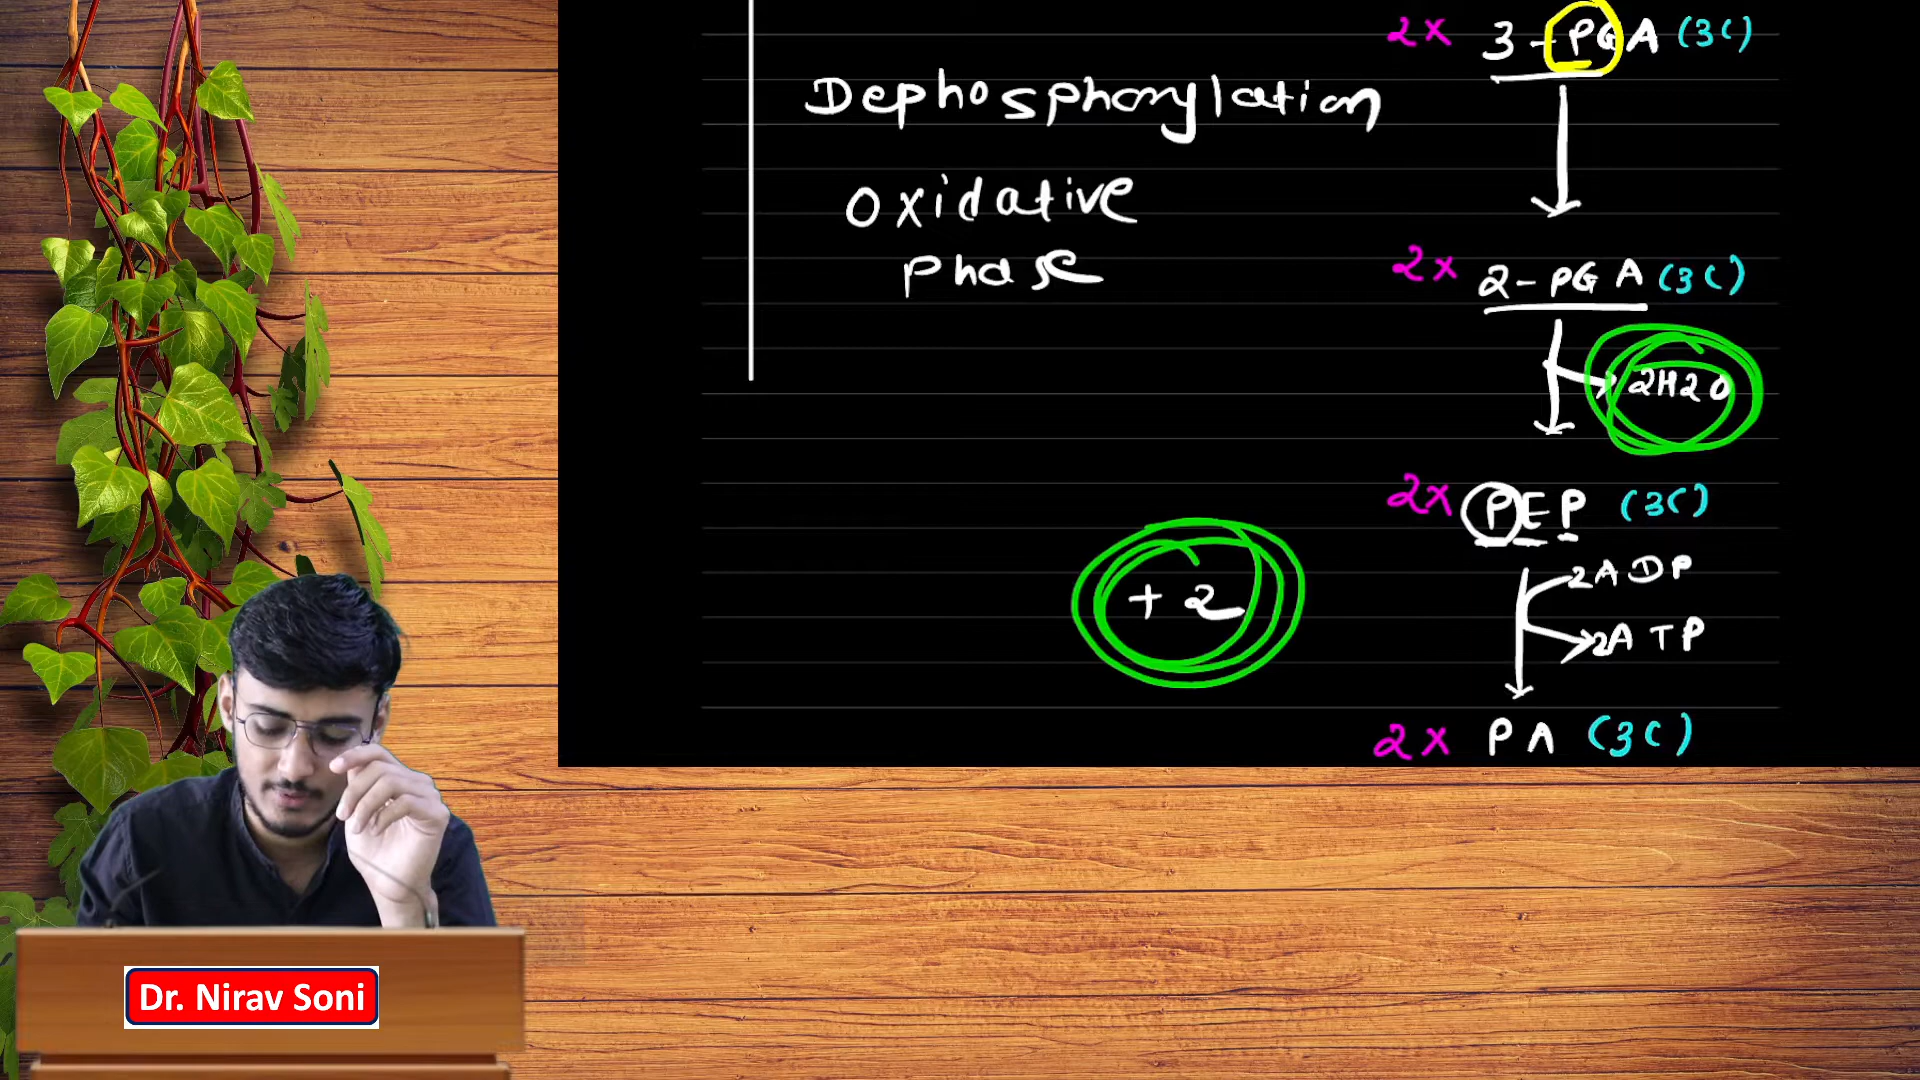 2x 3-PGA (3C)
Dephosphorylation
oxidative
phase
2x 2-PGA (3C)
2H2O
2x PEP (3C)
2ADP
+2
2ATP
2x PA (3C)
Dr. Nirav Soni